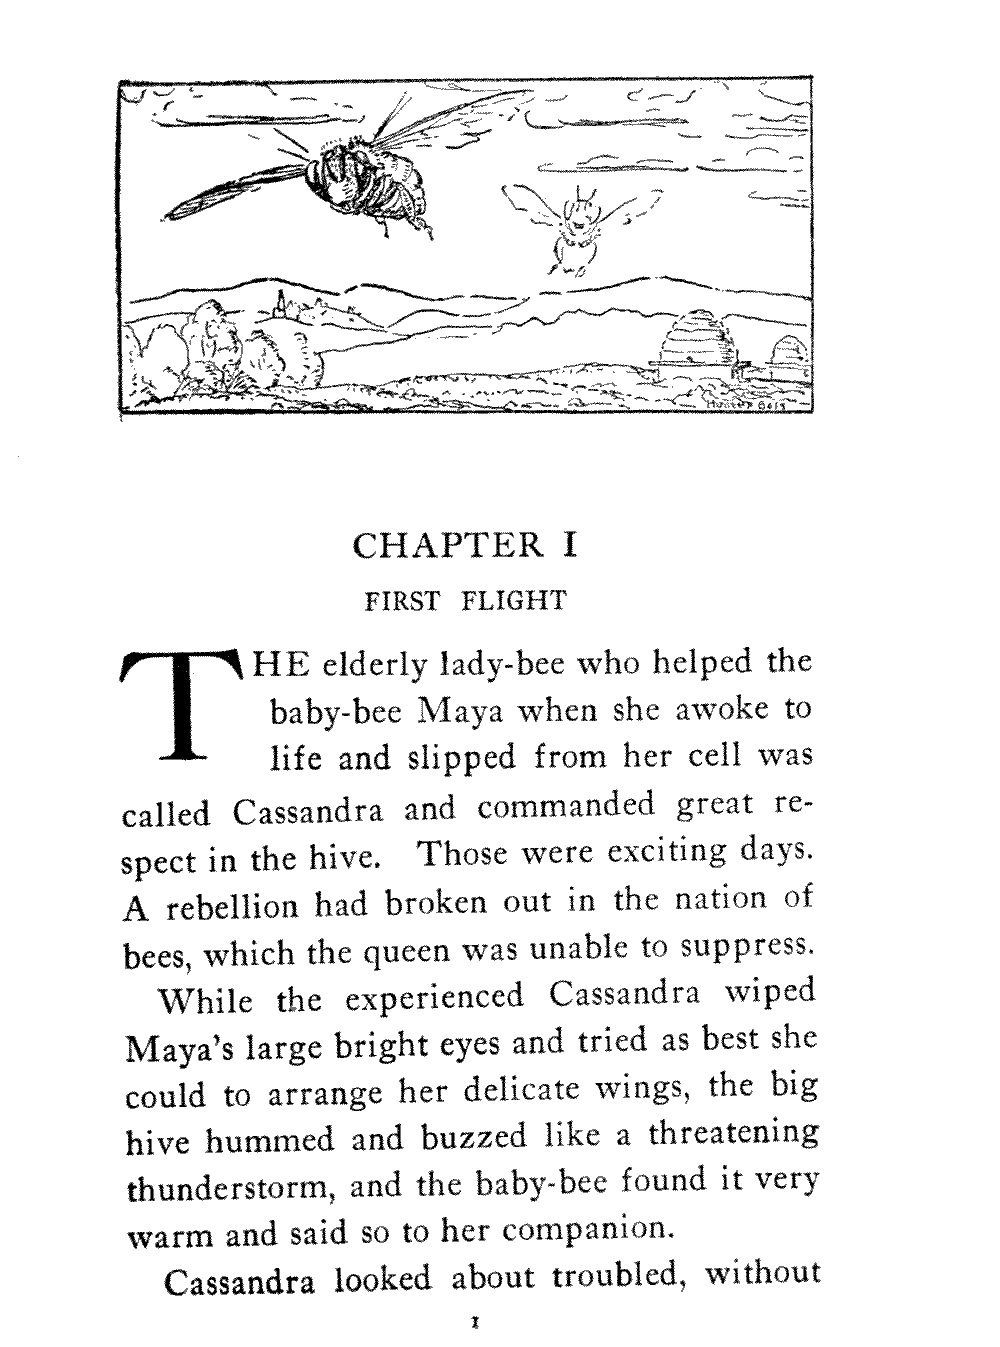 CHAPTER I
FIRST FLIGHT
THE elderly lady-bee who helped the
baby-bee Maya when she awoke to
life and slipped from her cell was
called Cassandra and commanded great re-
spect in the hive. Those were exciting days.
A rebellion had broken out in the nation of
bees, which the queen was unable to suppress.
While the experienced Cassandra wiped
Maya's large bright eyes and tried as best she
could to arrange her delicate wings, the big
hive hummed and buzzed like a threatening
thunderstorm, and the baby-bee found it very
warm and said so to her companion.
Cassandra looked about troubled, without
1